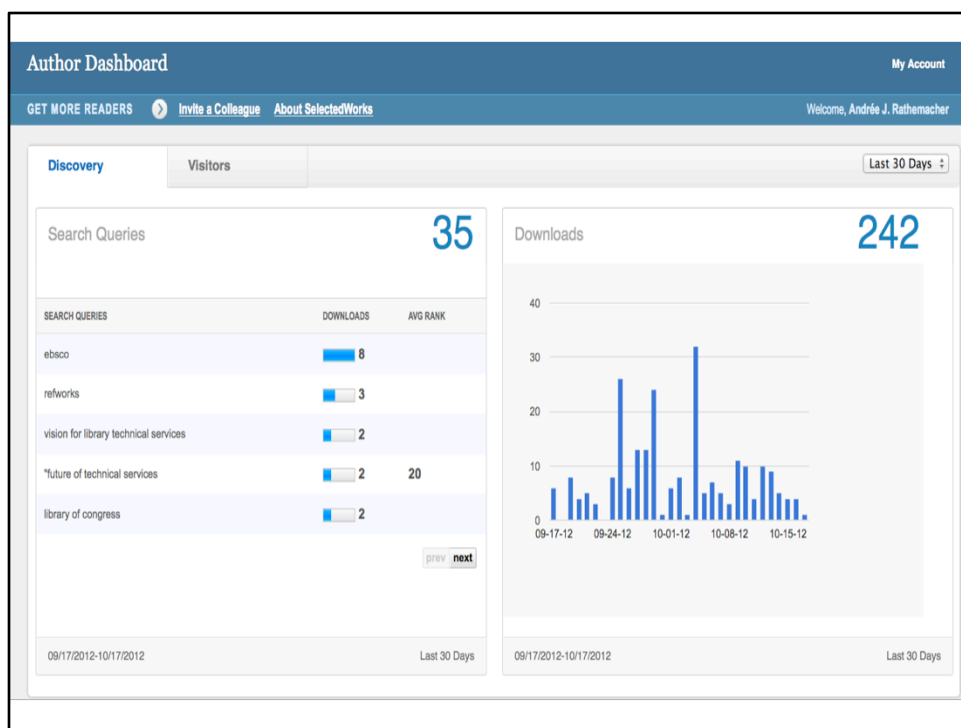 Author Dashboard
My Account
GET MORE READERS Invite a Colleague About SelectedWorks
Welcome, Andrée J. Rathemacher
Discovery Visitors
Last 30 Days
Search Queries 35
SEARCH QUERIES DOWNLOADS AVG RANK
ebsco 8
refworks 3
vision for library technical services 2
"future of technical services 2 20
library of congress 2
prev next
09/17/2012-10/17/2012 Last 30 Days
Downloads 242
40
30
20
10
0
09-17-12 09-24-12 10-01-12 10-08-12 10-15-12
09/17/2012-10/17/2012 Last 30 Days